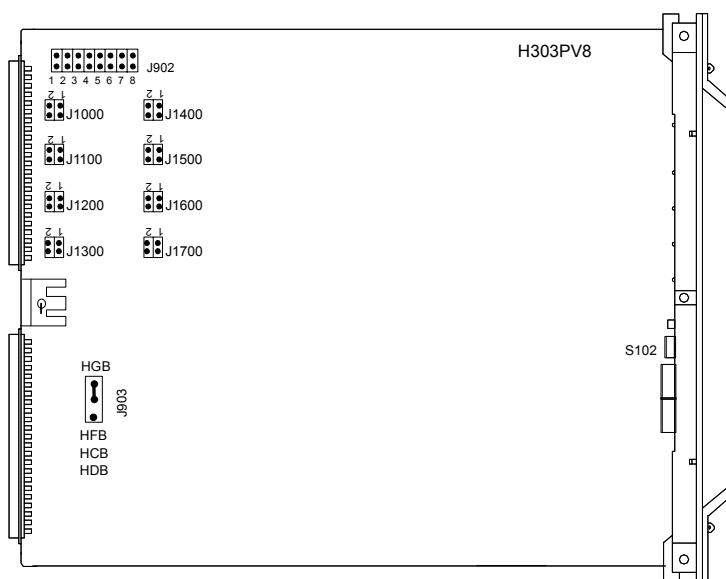 H303PV8
J902
1 2 3 4 5 6 7 8
2 1 2 1
J1000 J1400
2 1 2 1
J1100 J1500
2 1 2 1
J1200 J1600
2 1 2 1
J1300 J1700
S102
HGB
J903
HFB
HCB
HDB